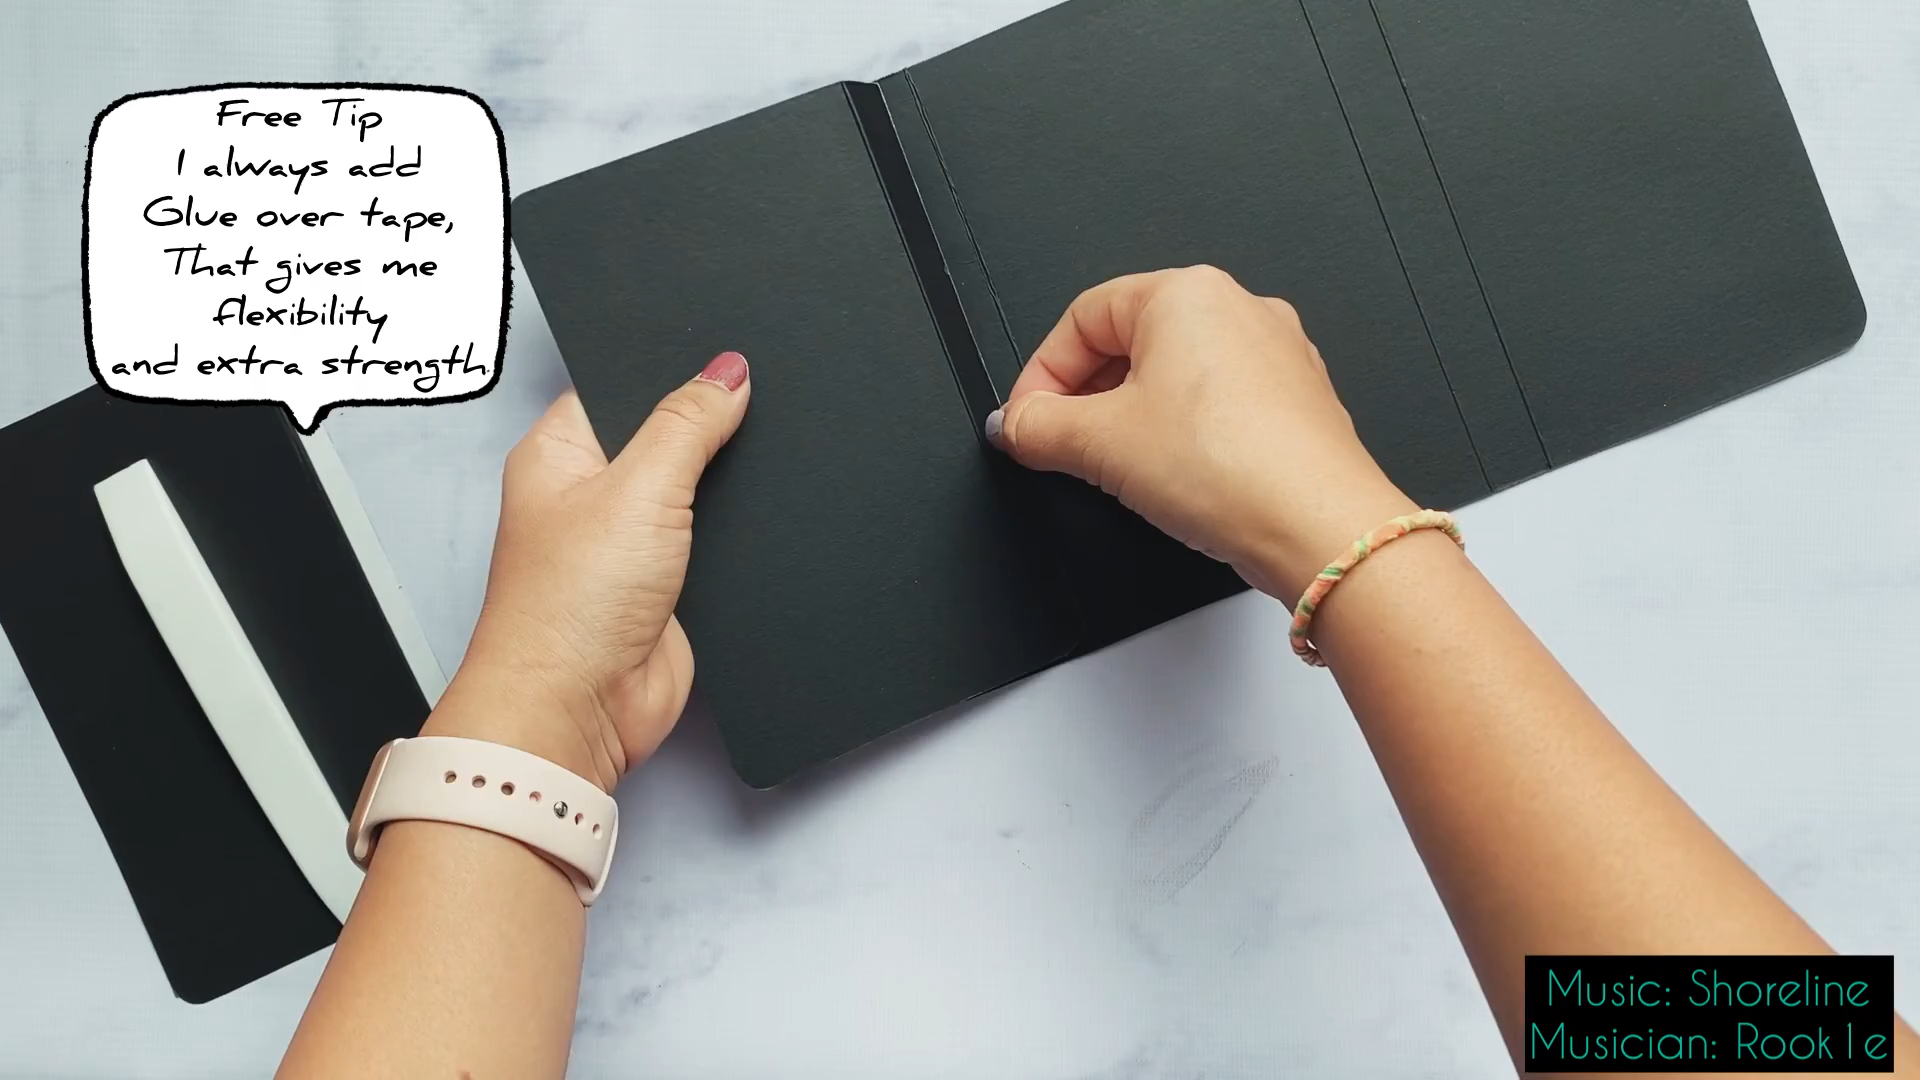 Free Tip
I always add
Glue over tape,
That gives me
flexibility
and extra strength.
Music: Shoreline
Musician: Rook1e